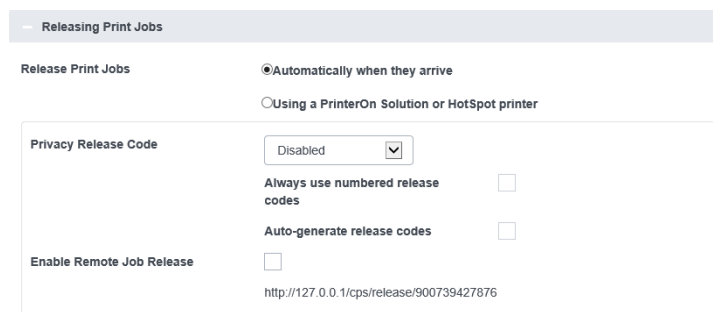 Releasing Print Jobs
Release Print Jobs
Automatically when they arrive
Using a PrinterOn Solution or HotSpot printer
Privacy Release Code
Disabled
Always use numbered release
codes
Auto-generate release codes
Enable Remote Job Release
http://127.0.0.1/cps/release/900739427876